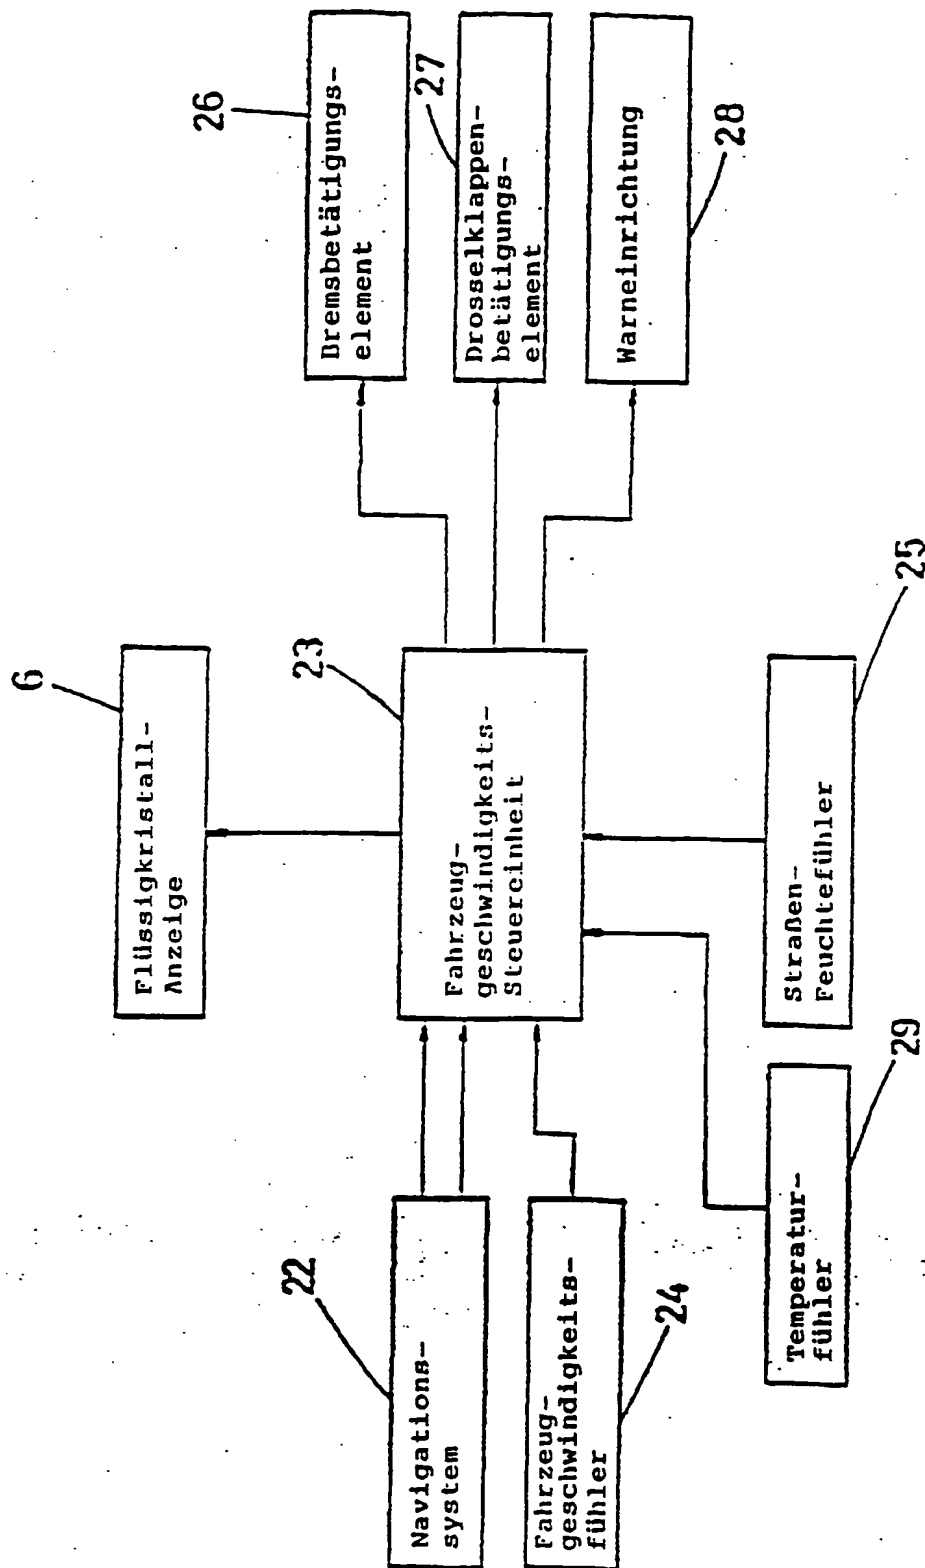 6
Flüssigkristall-
Anzeige
22
Navigations-
system
23
Fahrzeug-
geschwindigkeits-
Steuereinheit
26
Bremsbetätigungs-
element
27
Drosselklappen-
betätigungs-
element
Warneinrichtung
28
Fahrzeug-
geschwindigkeits-
fühler
24
Temperatur-
fühler
29
Straßen-
Feuchtefühler
25